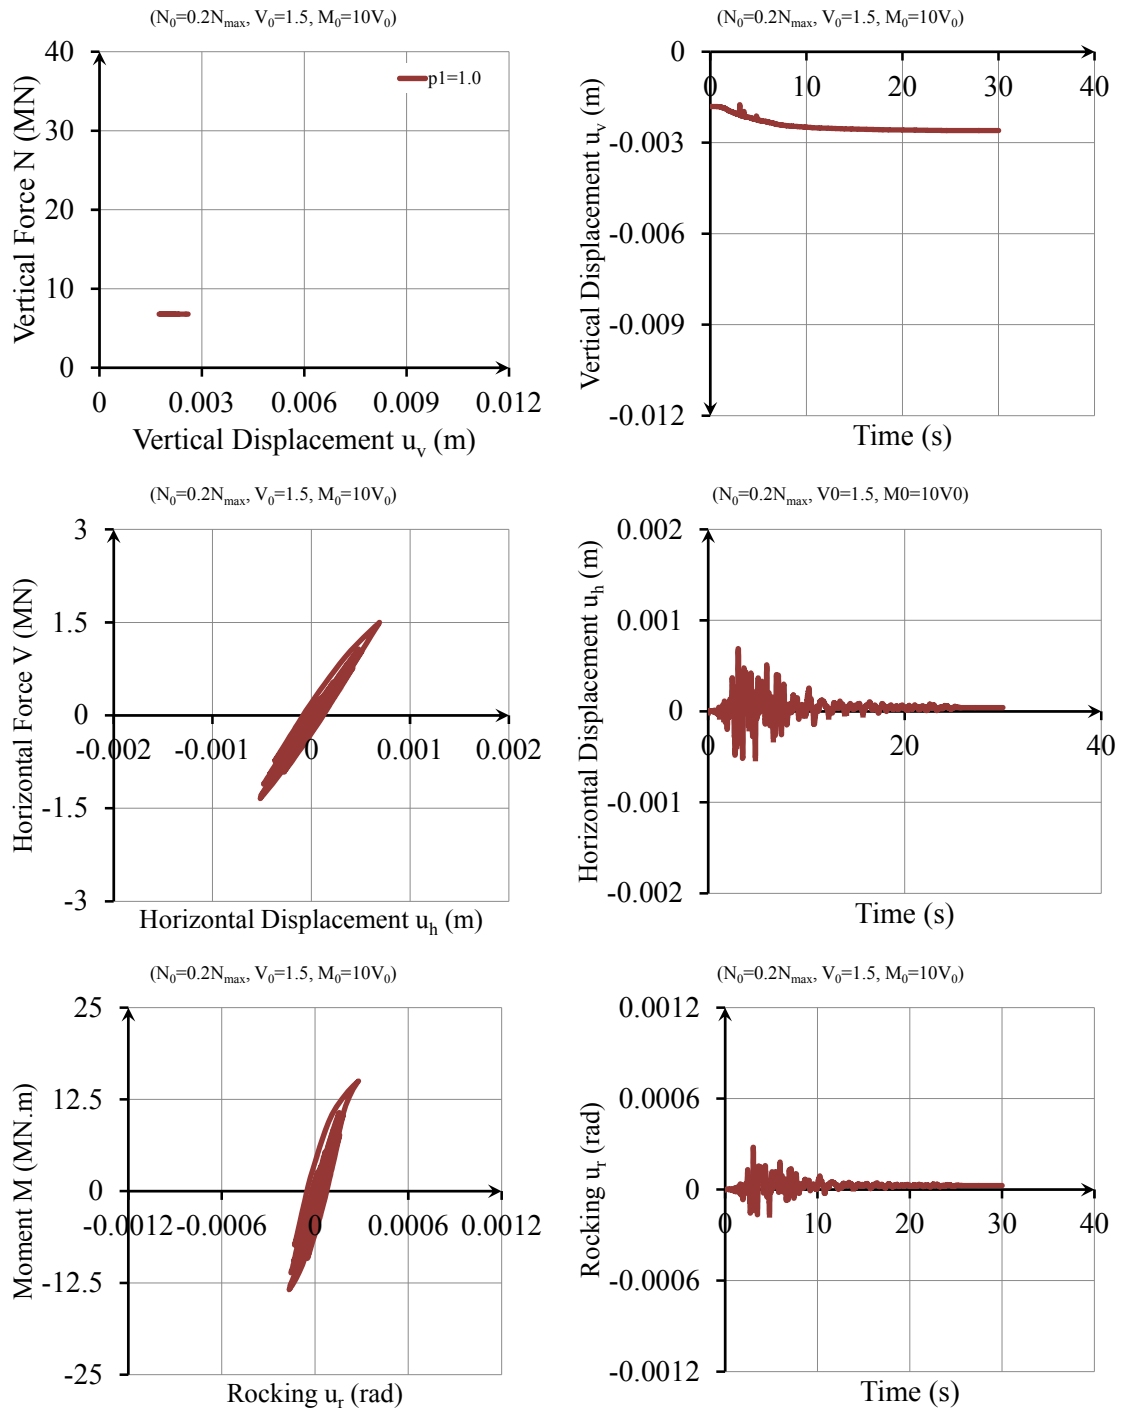 (N₀=0.2Nₘₐₓ, V₀=1.5, M₀=10V₀)
40
30
20
10
0
Vertical Force N (MN)
p1=1.0
0 0.003 0.006 0.009 0.012
Vertical Displacement uᵥ (m)
(N₀=0.2Nₘₐₓ, V₀=1.5, M₀=10V₀)
0
-0.003
-0.006
-0.009
-0.012
Vertical Displacement uᵥ (m)
0 10 20 30 40
Time (s)
(N₀=0.2Nₘₐₓ, V₀=1.5, M₀=10V₀)
3
1.5
0
-1.5
-3
Horizontal Force V (MN)
-0.002 -0.001 0 0.001 0.002
Horizontal Displacement uₕ (m)
(N₀=0.2Nₘₐₓ, V0=1.5, M0=10V0)
0.002
0.001
0
-0.001
-0.002
Horizontal Displacement uₕ (m)
0 20 40
Time (s)
(N₀=0.2Nₘₐₓ, V₀=1.5, M₀=10V₀)
25
12.5
0
-12.5
-25
Moment M (MN.m)
-0.0012 -0.0006 0 0.0006 0.0012
Rocking uᵣ (rad)
(N₀=0.2Nₘₐₓ, V₀=1.5, M₀=10V₀)
0.0012
0.0006
0
-0.0006
-0.0012
Rocking uᵣ (rad)
0 10 20 30 40
Time (s)